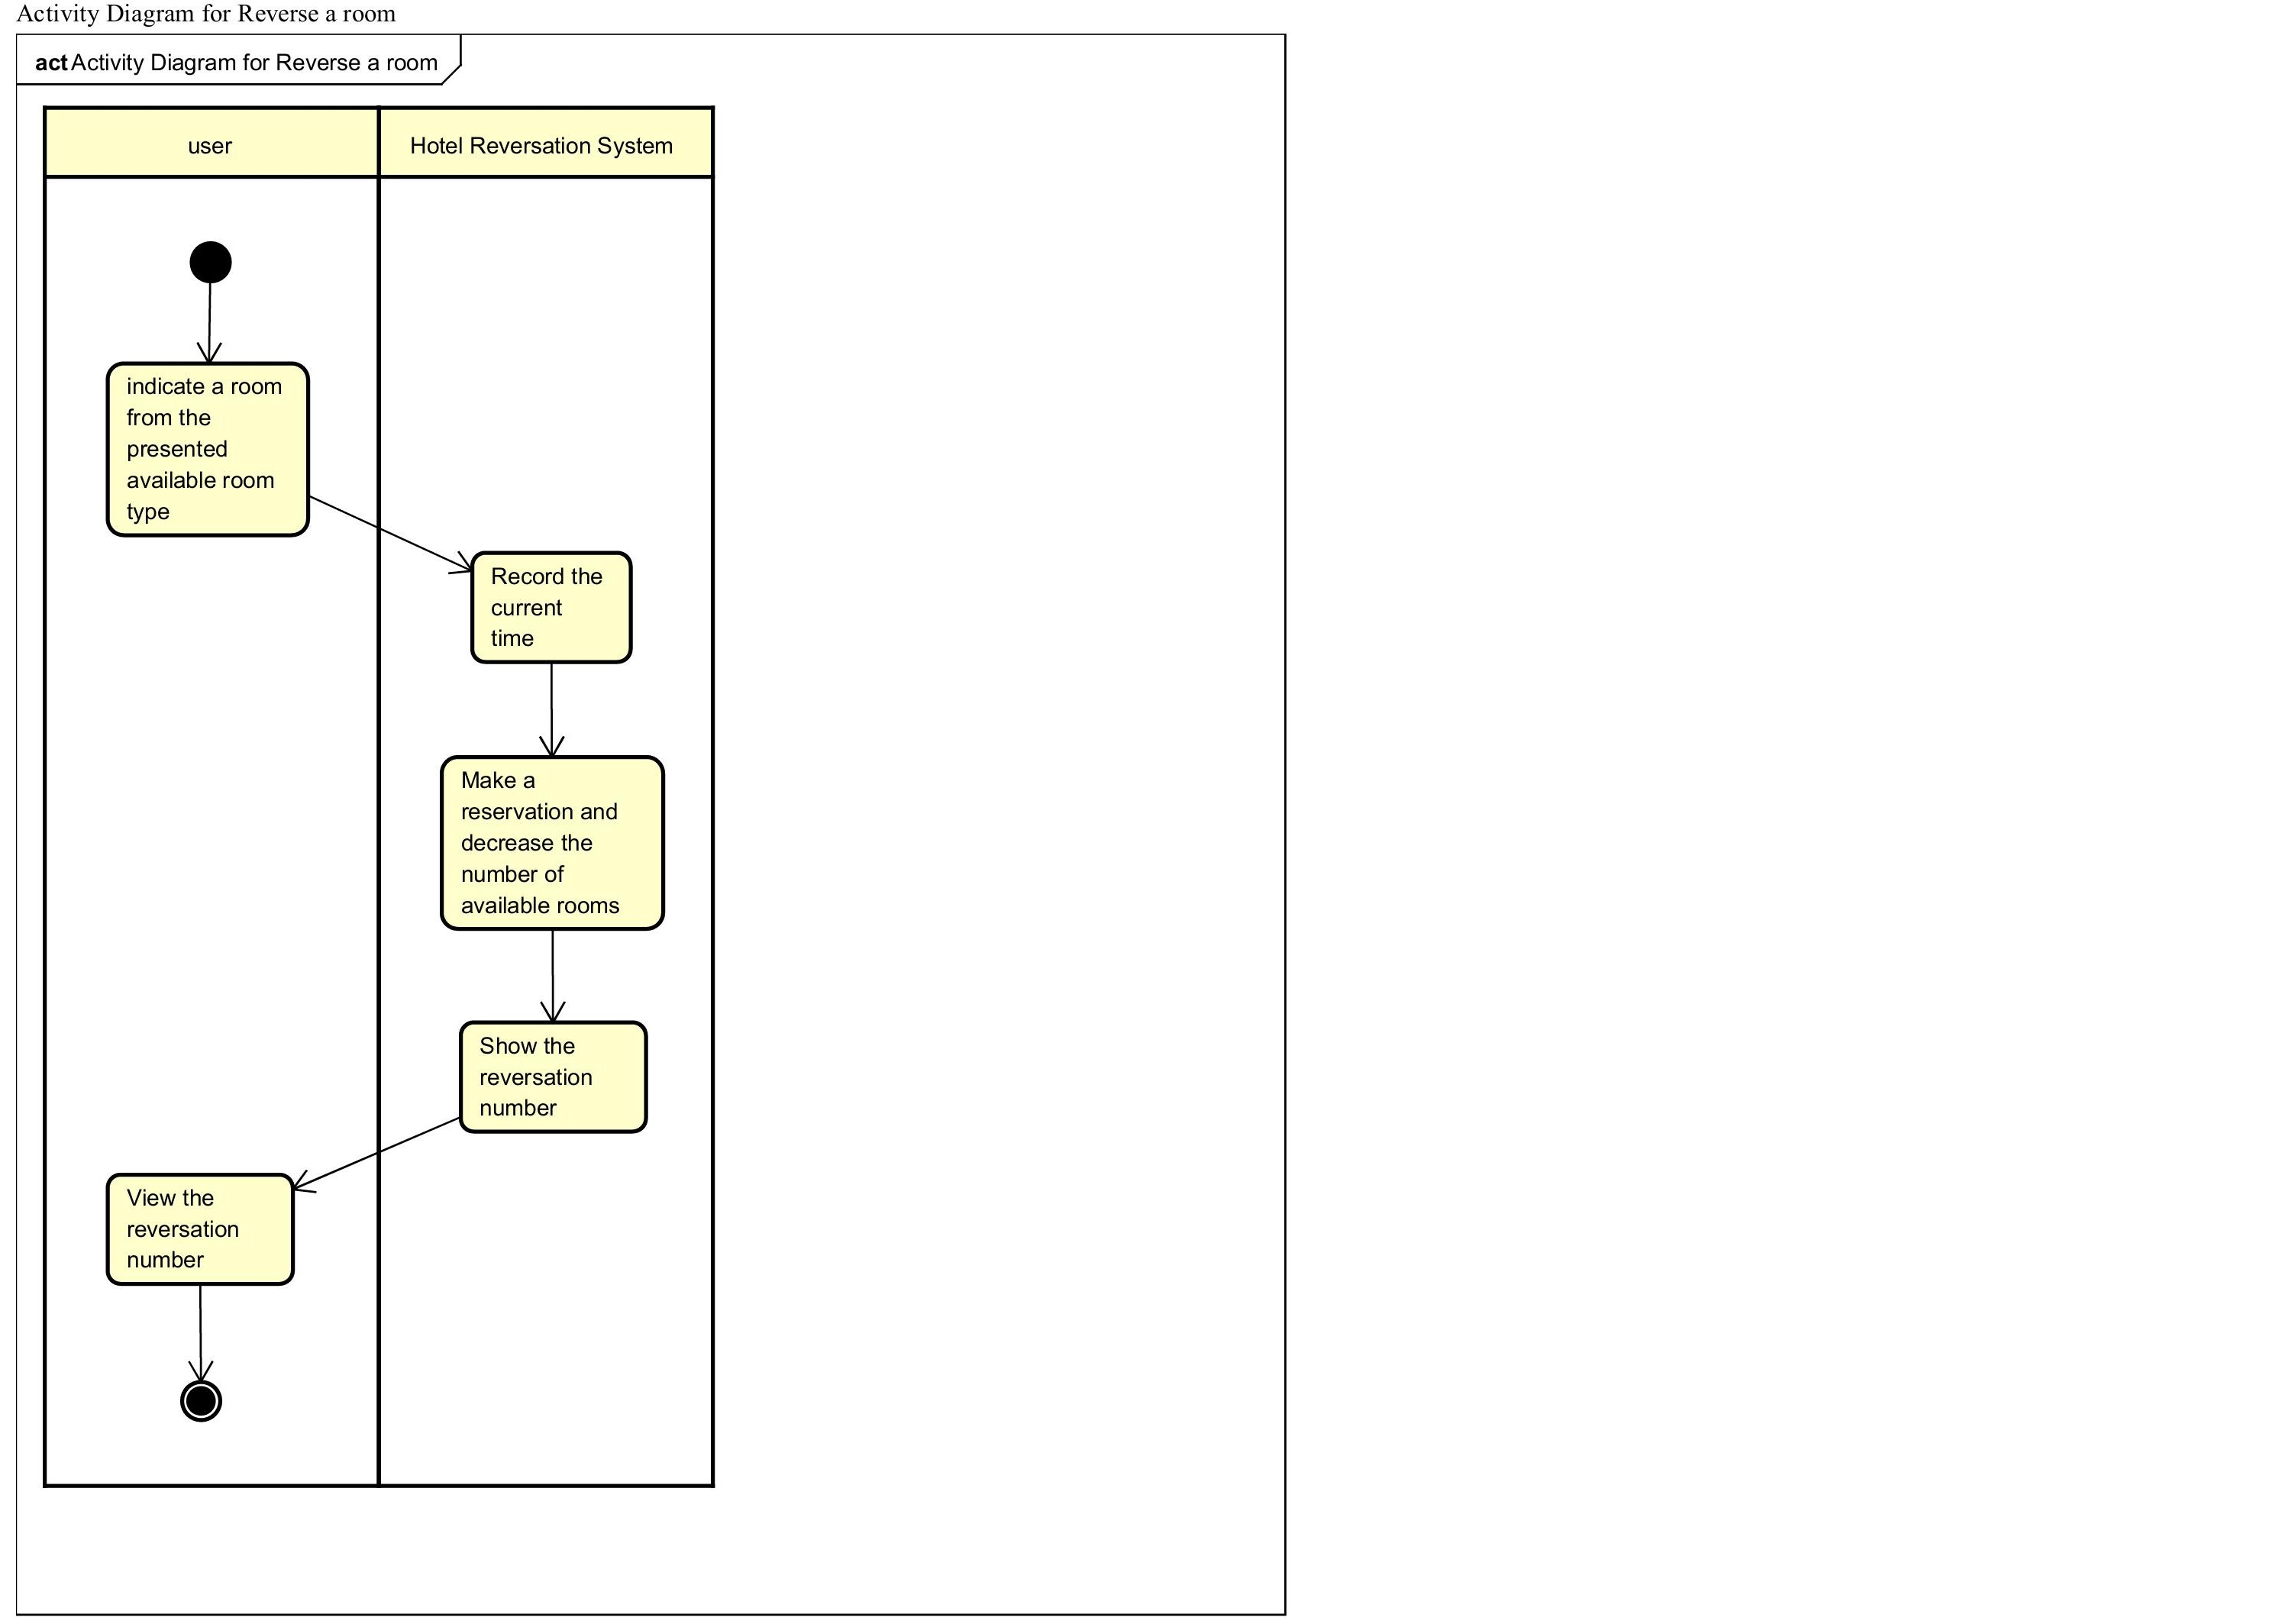 Activity Diagram for Reverse a room
act Activity Diagram for Reverse a room
user
Hotel Reversation System
indicate a room
from the
presented
available room
type
Record the
current
time
Make a
reservation and
decrease the
number of
available rooms
Show the
reversation
number
View the
reversation
number